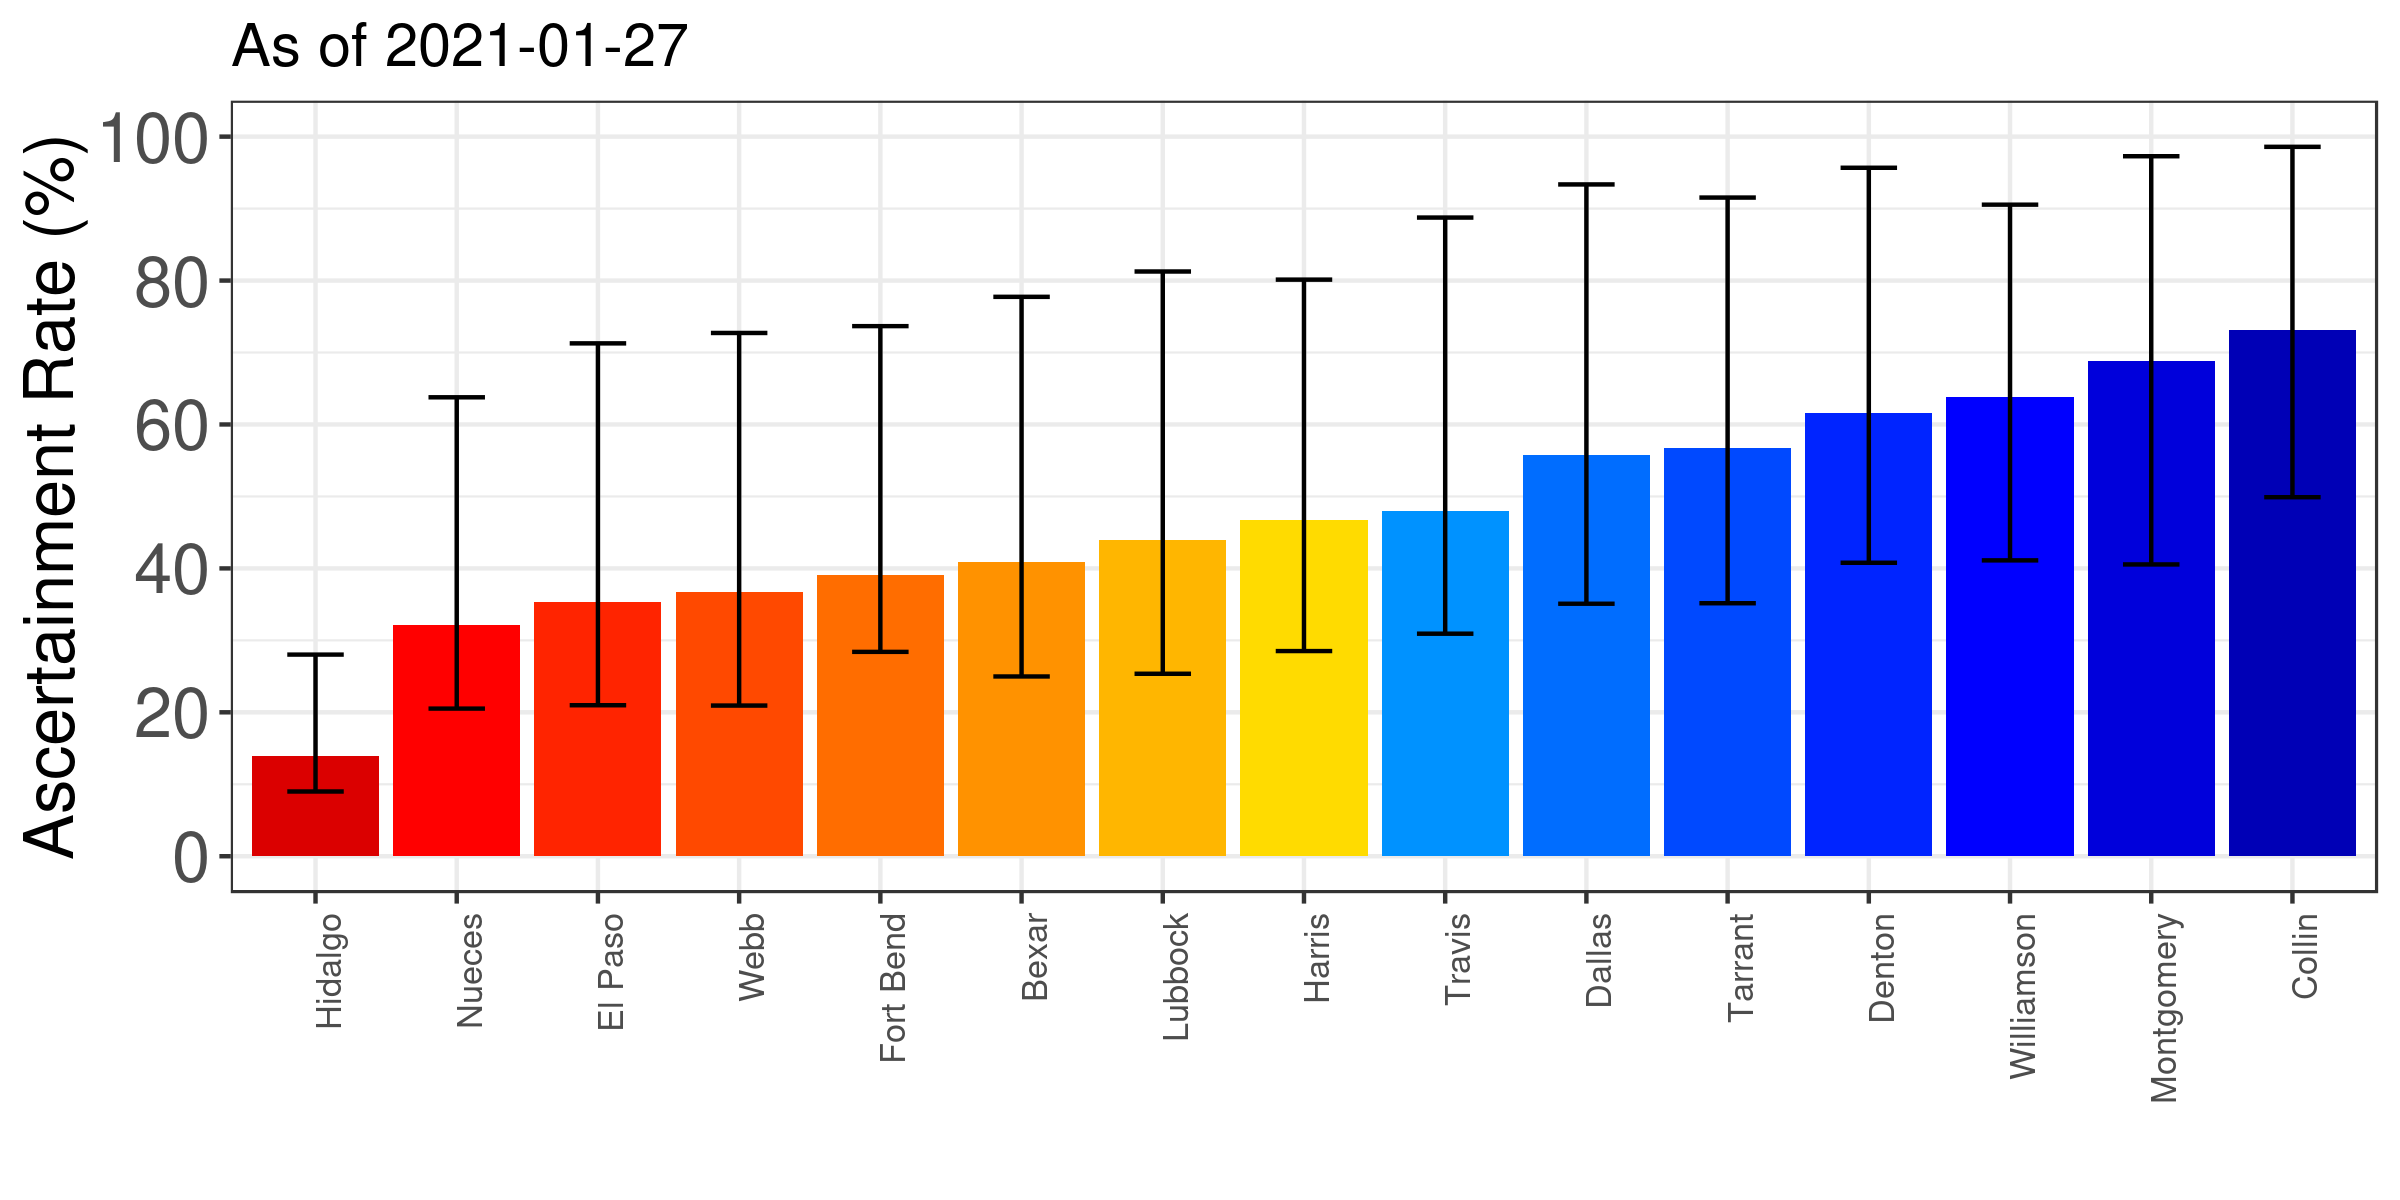 As of 2021-01-27
Ascertainment Rate (%)
100
80
60
40
20
0
Hidalgo
Nueces
El Paso
Webb
Fort Bend
Bexar
Lubbock
Harris
Travis
Dallas
Tarrant
Denton
Williamson
Montgomery
Collin